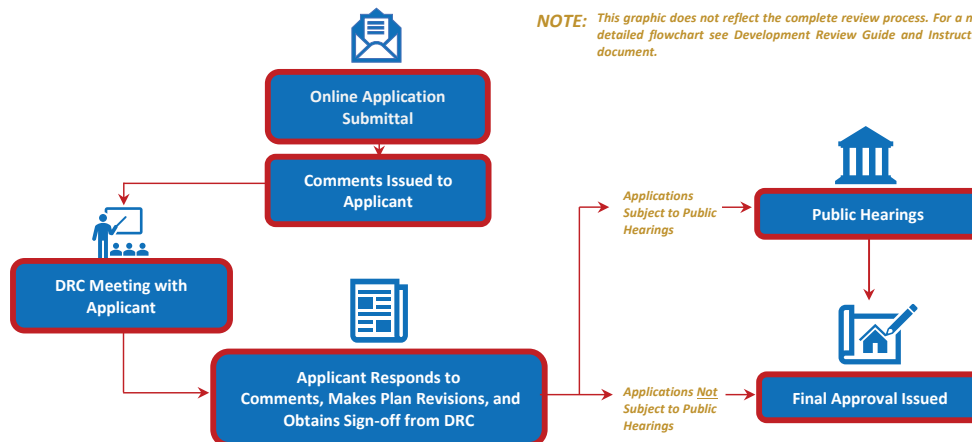 NOTE: This graphic does not reflect the complete review process. For a
detailed flowchart see Development Review Guide and
document.
Online Application
Submittal
Comments Issued to
Applicant
DRC Meeting with
Applicant
Applicant Responds to
Comments, Makes Plan Revisions, and
Obtains Sign-off from DRC
Applications
Subject to Public
Hearings
Public Hearings
Applications Not
Subject to Public
Hearings
Final Approval Issued